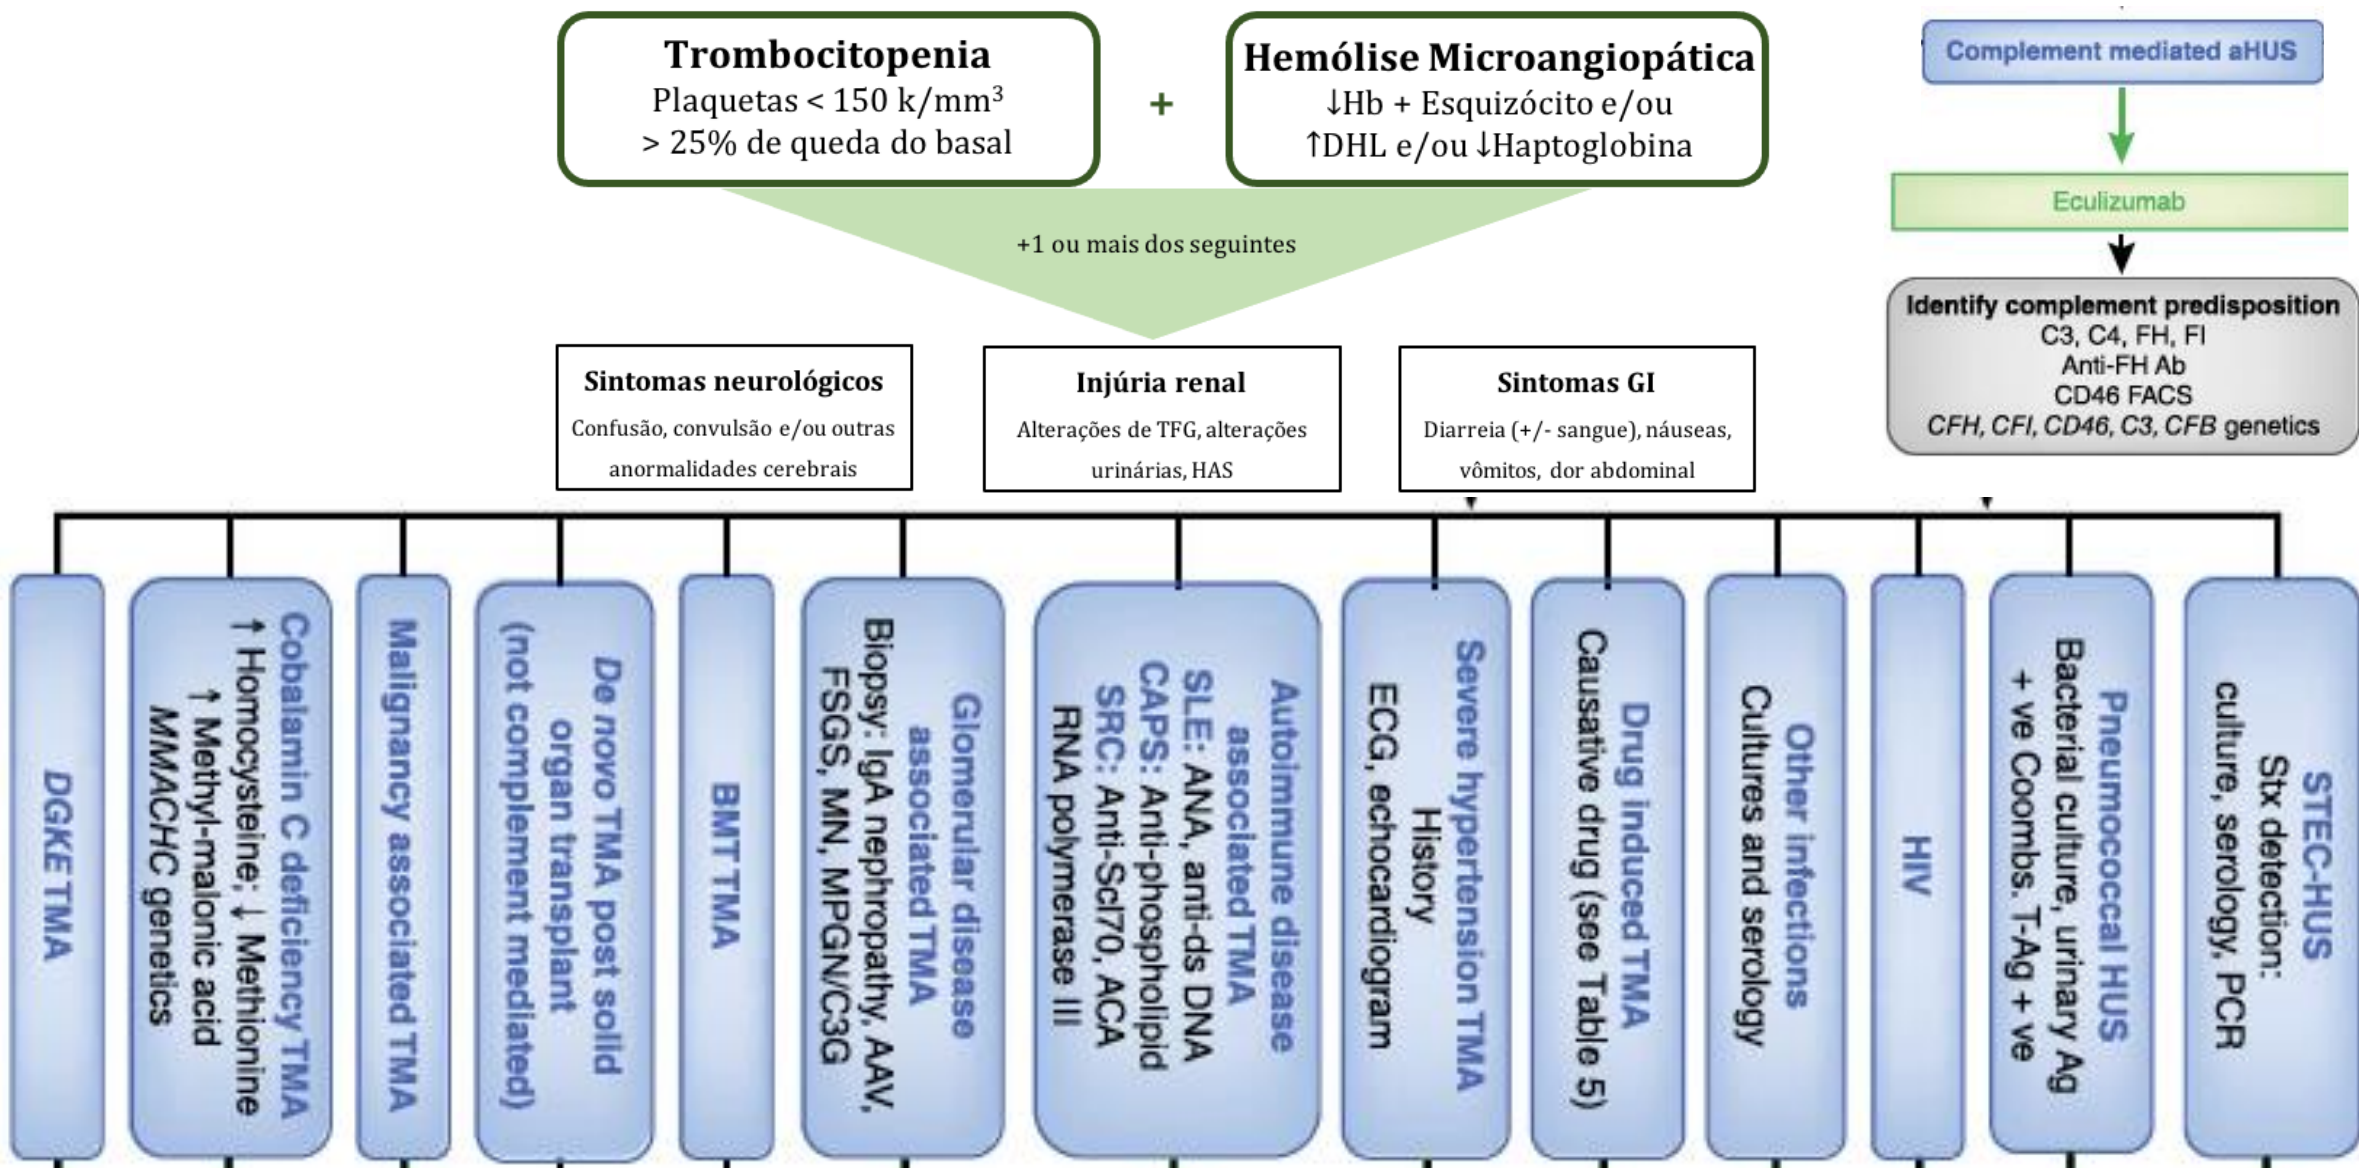 Trombocitopenia
Plaquetas < 150 k/mm³
> 25% de queda do basal
+
Hemólise Microangiopática
↓Hb + Esquizócito e/ou
↑DHL e/ou ↓Haptoglobina
+1 ou mais dos seguintes
Sintomas neurológicos
Confusão, convulsão e/ou outras
anormalidades cerebrais
Injúria renal
Alterações de TFG, alterações
urinárias, HAS
Sintomas GI
Diarreia (+/- sangue), náuseas,
vômitos, dor abdominal
Complement mediated aHUS
Eculizumab
Identify complement predisposition
C3, C4, FH, FI
Anti-FH Ab
CD46 FACS
CFH, CFI, CD46, C3, CFB genetics
DGKE TMA
Cobalamin C deficiency TMA
↑ Homocysteine; ↓ Methionine
↑ Methyl-malonic acid
MMACHC genetics
Malignancy associated TMA
De novo TMA post solid
organ transplant
(not complement mediated)
BMT TMA
Glomerular disease
associated TMA
Biopsy: IgA nephropathy, AAV,
FSGS, MN, MPGN/C3G
Autoimmune disease
associated TMA
SLE: ANA, anti-ds DNA
CAPS: Anti-phospholipid
SRC: Anti-Scl70, ACA
RNA polymerase III
Severe hypertension TMA
History
ECG, echocardiogram
Drug induced TMA
Causative drug (see Table 5)
Other infections
Cultures and serology
HIV
Pneumococcal HUS
Bacterial culture, urinary Ag
+ ve Coombs. T-Ag + ve
STEC-HUS
Stx detection:
culture, serology, PCR